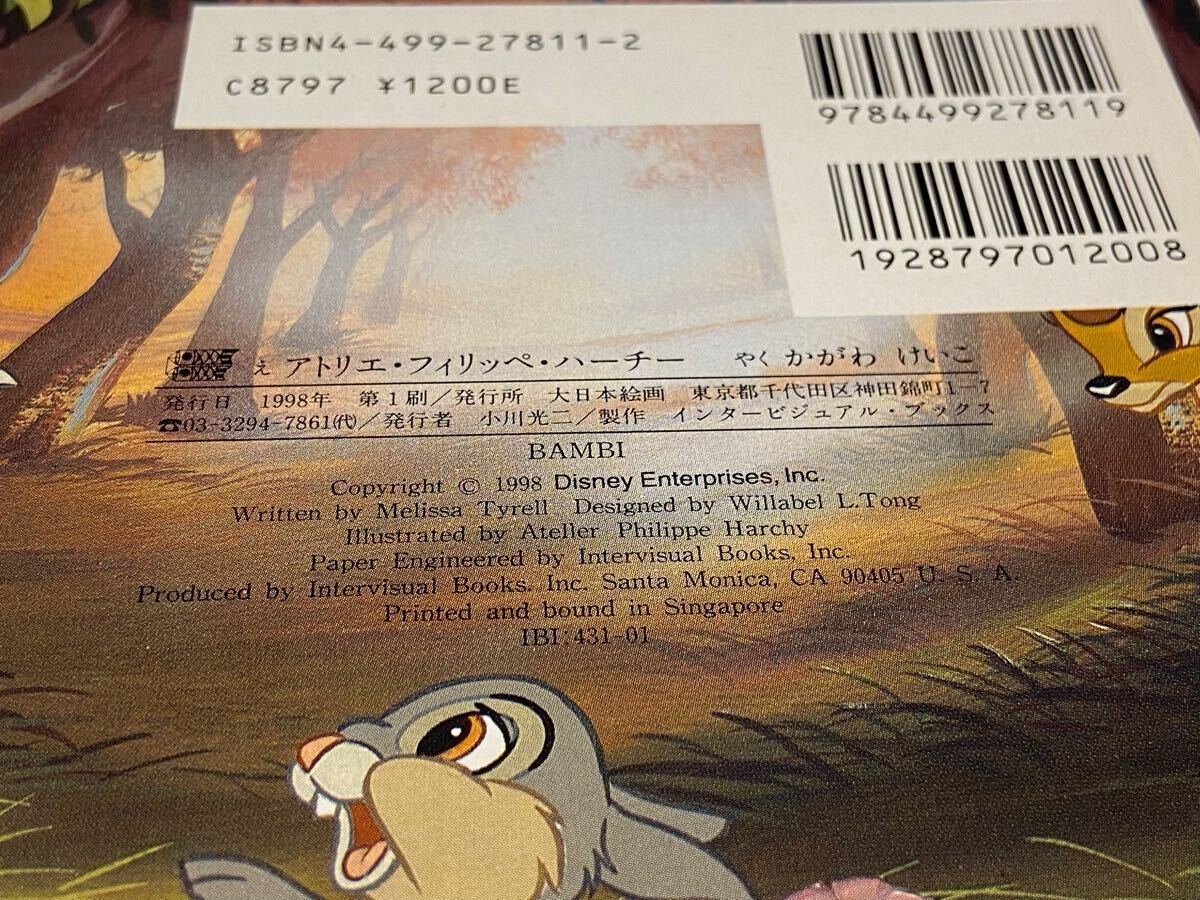 ISBN4-499-27811-2
C8797 ¥1200E
9784499278119
1928797012008
え アトリエ・フィリッペ・ハーチー やく かがわ けいこ
発行日 1998年 第1刷/発行所 大日本絵画 東京都千代田区神田錦町1-7
☎03-3294-7861(代)/発行者 小川光二/製作 インタービジュアル・ブックス
BAMBI
Copyright © 1998 Disney Enterprises, Inc.
Written by Melissa Tyrell Designed by Willabel L.Tong
Illustrated by Ateller Philippe Harchy
Paper Engineered by Intervisual Books, Inc.
Produced by Intervisual Books. Inc. Santa Monica, CA 90405 U. S. A.
Printed and bound in Singapore
IBI:431-01